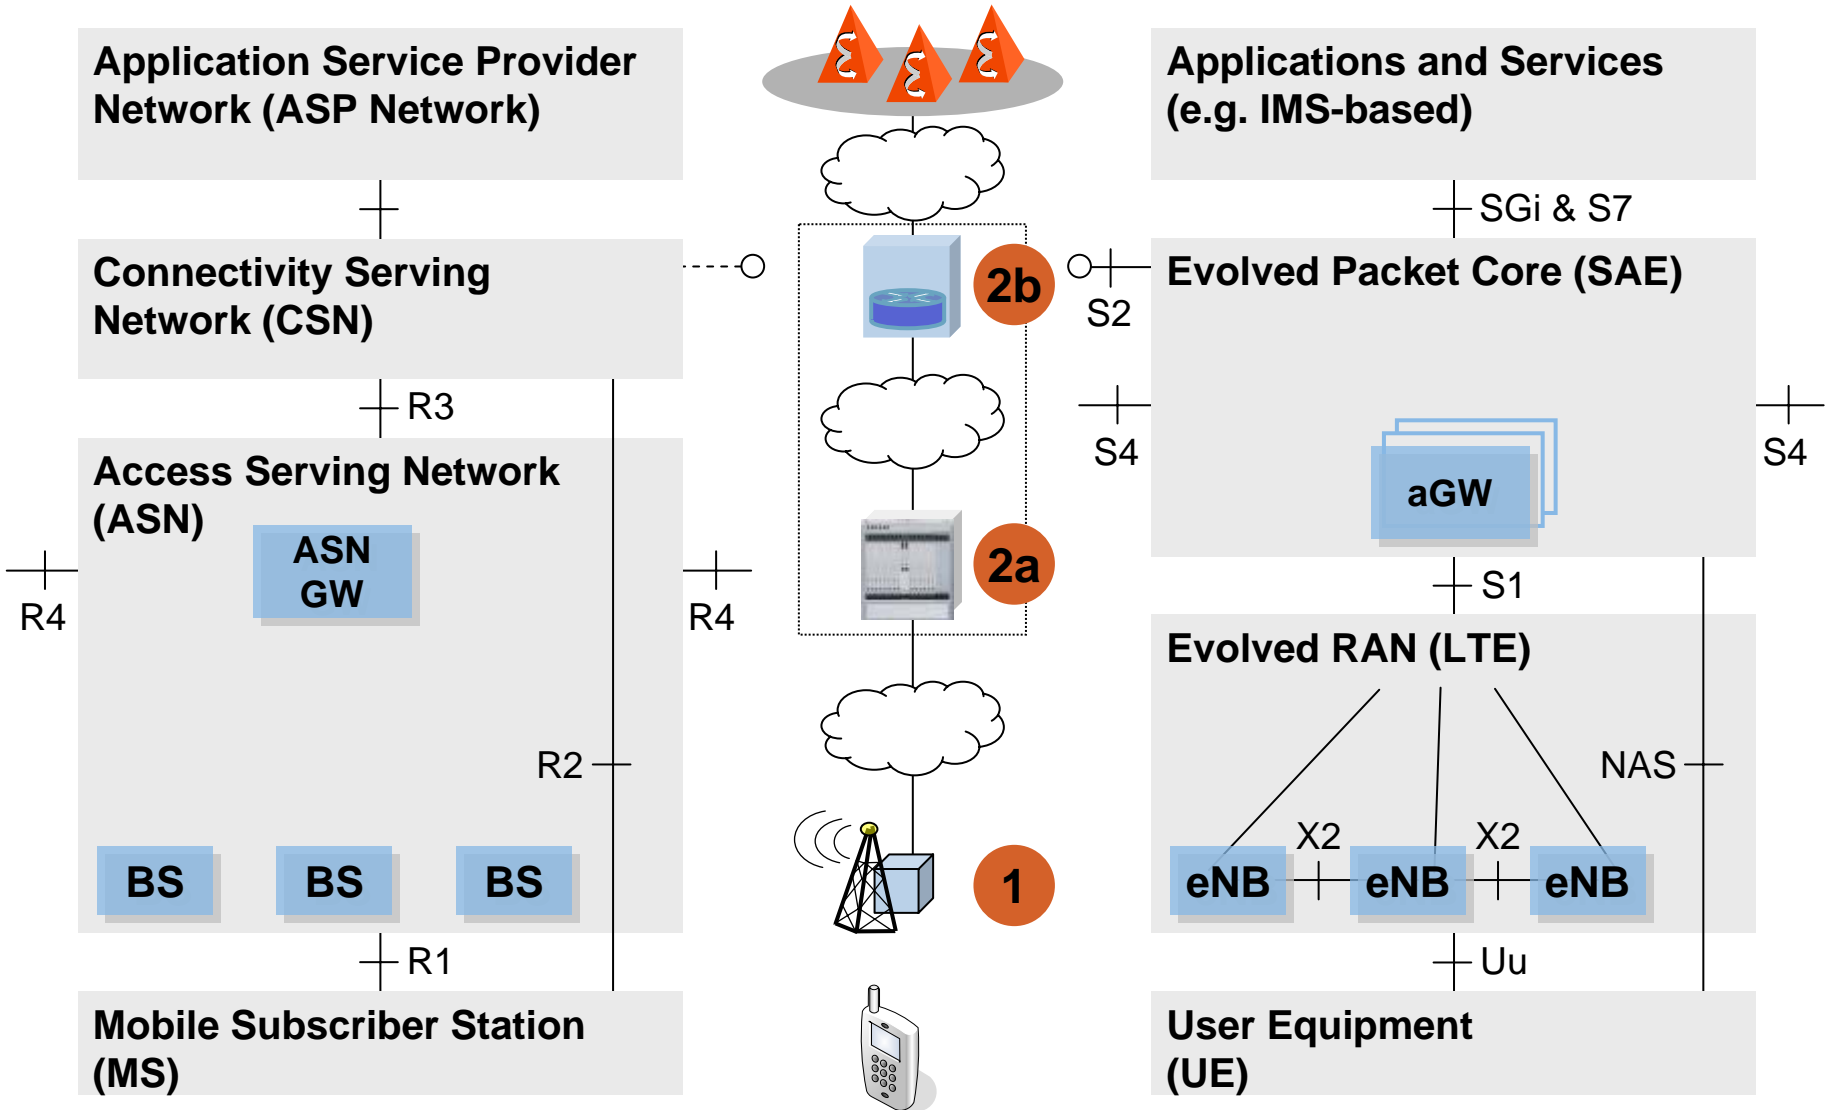 Application Service Provider
Network (ASP Network)
Connectivity Serving
Network (CSN)
R3
Access Serving Network
(ASN)
ASN
GW
R4
R4
R2
BS
BS
BS
R1
Mobile Subscriber Station
(MS)
2b
2a
1
Applications and Services
(e.g. IMS-based)
SGi & S7
Evolved Packet Core (SAE)
S2
S4
S4
aGW
S1
Evolved RAN (LTE)
NAS
X2
X2
eNB
eNB
eNB
Uu
User Equipment
(UE)